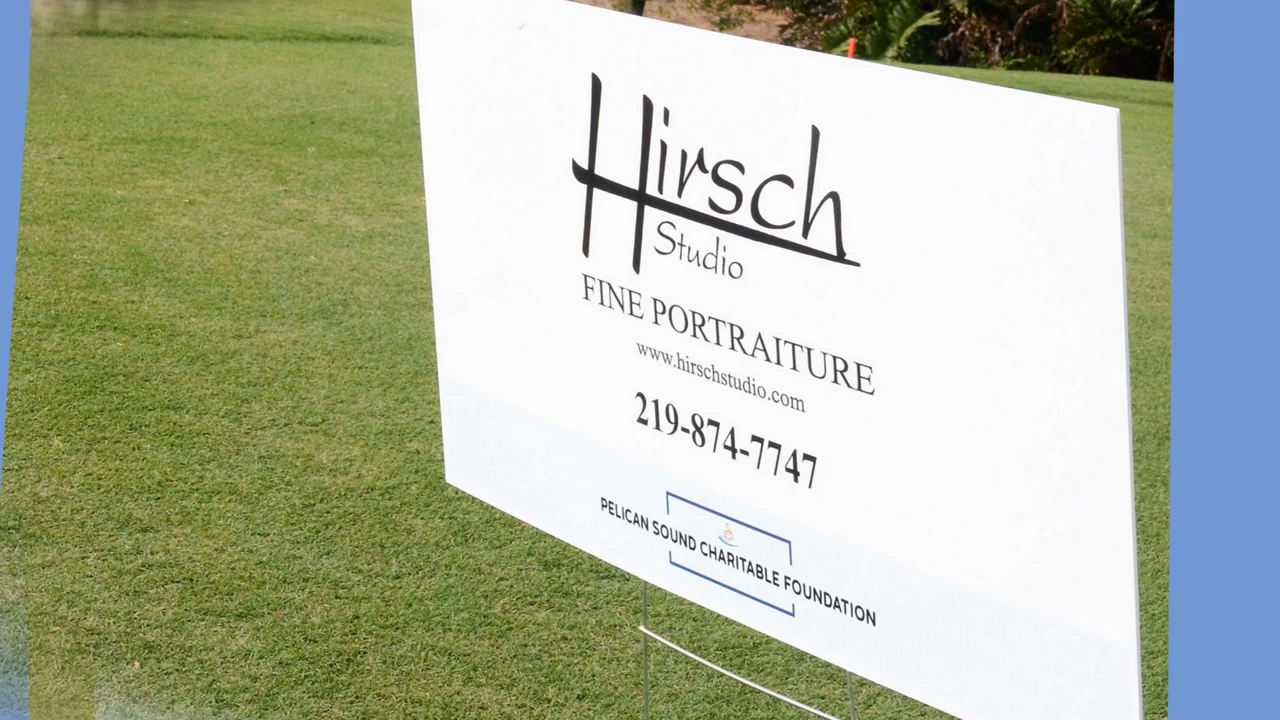 Hirsch
Studio
FINE PORTRAITURE
www.hirschstudio.com
219-874-7747
PELICAN SOUND CHARITABLE FOUNDATION